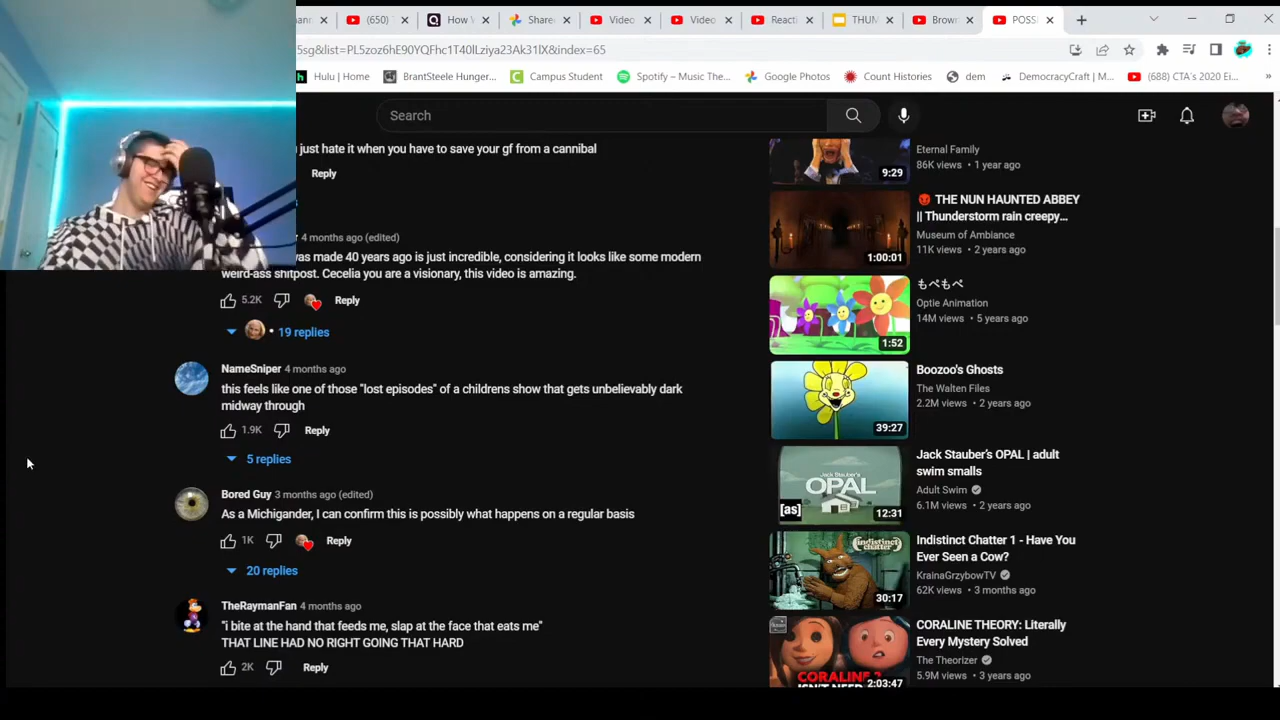 (650)
How
Share
Video
Video
Reacti
THUM
Brown
POSS
5sg&list=PL5zoz6hE90YQFhc1T40lLziya23Ak31lX&index=65
Hulu | Home
BrantSteele Hunger...
Campus Student
Spotify – Music The...
Google Photos
Count Histories
dem
DemocracyCraft | M...
(688) CTA's 2020 Ei...
»
Search
just hate it when you have to save your gf from a cannibal
Reply
4 months ago (edited)
was made 40 years ago is just incredible, considering it looks like some modern
weird-ass shitpost. Cecelia you are a visionary, this video is amazing.
5.2K Reply
19 replies
NameSniper 4 months ago
this feels like one of those "lost episodes" of a childrens show that gets unbelievably dark
midway through
1.9K Reply
5 replies
Bored Guy 3 months ago (edited)
As a Michigander, I can confirm this is possibly what happens on a regular basis
1K Reply
20 replies
TheRaymanFan 4 months ago
"i bite at the hand that feeds me, slap at the face that eats me"
THAT LINE HAD NO RIGHT GOING THAT HARD
2K Reply
Eternal Family
86K views • 1 year ago
9:29
THE NUN HAUNTED ABBEY
|| Thunderstorm rain creepy...
Museum of Ambiance
11K views • 2 years ago
1:00:01
もぺもぺ
Optie Animation
14M views • 5 years ago
1:52
Boozoo's Ghosts
The Walten Files
2.2M views • 2 years ago
39:27
Jack Stauber's OPAL | adult
swim smalls
Adult Swim
6.1M views • 2 years ago
Jack Stauber's
OPAL
[as]
12:31
Indistinct Chatter 1 - Have You
Ever Seen a Cow?
KrainaGrzybowTV
62K views • 3 months ago
indistinct
chatter
30:17
CORALINE THEORY: Literally
Every Mystery Solved
The Theorizer
5.9M views • 3 years ago
CORALINE 2
ISN'T NEED
2:03:47